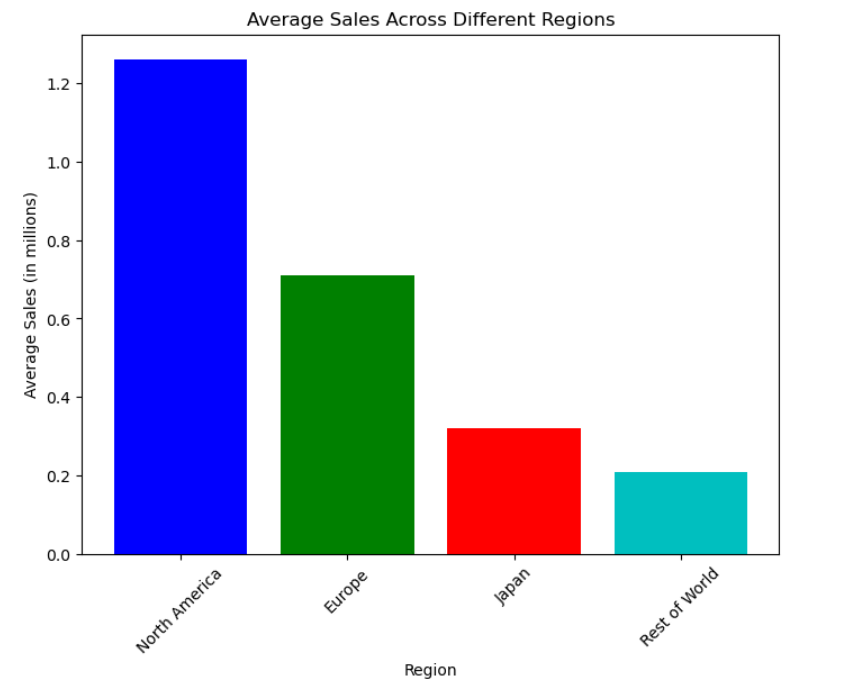 Average Sales Across Different Regions
Average Sales (in millions)
1.2
1.0
0.8
0.6
0.4
0.2
0.0
North America
Europe
Japan
Rest of World
Region